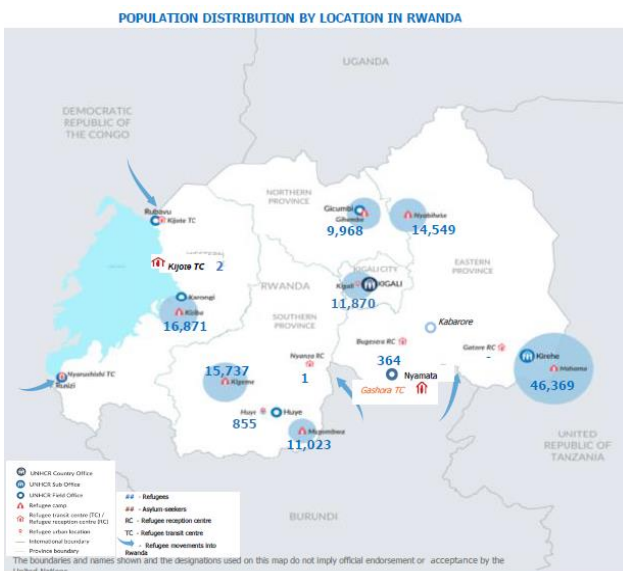 POPULATION DISTRIBUTION BY LOCATION IN RWANDA
UGANDA
DEMOCRATIC
REPUBLIC OF
THE CONGO
NORTHERN
PROVINCE
Rubavu
Kijote TC
Gicumbi
Gihembe
9,968
Nyabiheke
14,549
Kijote TC 2
EASTERN
PROVINCE
KIGALI CITY
Kigali
KIGALI
11,870
RWANDA
Karongi
Kiziba
16,871
SOUTHERN
PROVINCE
Kabarore
Bugesera RC
364
Gatore RC
-
Nyanza RC
1
Nyamata
Gashora TC
Kirehe
Mahama
46,369
Nyarushishi TC
Rusizi
15,737
Kigeme
Huye
855
Huye
Mugombwa
11,023
UNITED
REPUBLIC OF
TANZANIA
BURUNDI
UNHCR Country Office
UNHCR Sub Office
UNHCR Field Office
Refugee camp
Refugee transit centre (TC) /
Refugee reception centre (RC)
Refugee urban location
International boundary
Province boundary
## - Refugees
## - Asylum-seekers
RC - Refugee reception centre
TC - Refugee transit centre
- Refugee movements into
Rwanda
The boundaries and names shown and the designations used on this map do not imply official endorsement or acceptance by the
United Nations